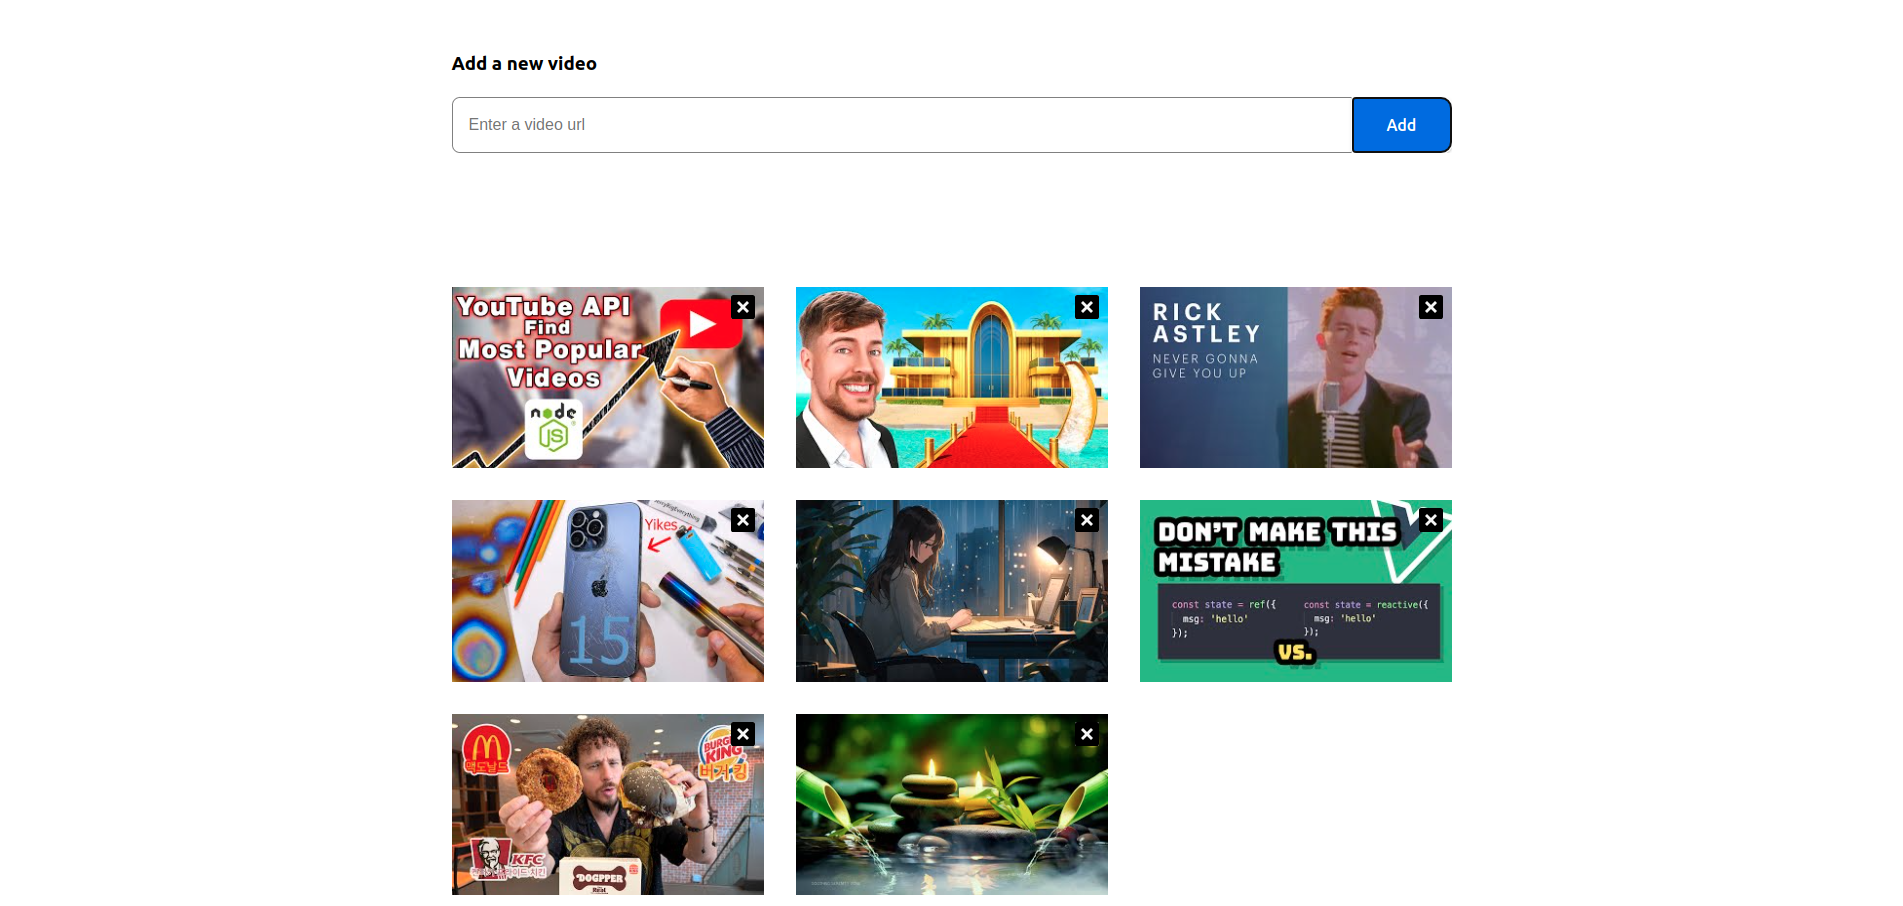 Add a new video
Enter a video url
Add
YouTube API
Find
Most Popular
Videos
node
JS
RICK
ASTLEY
NEVER GONNA
GIVE YOU UP
JerryRigEverything
Yikes
15
DON'T MAKE THIS
MISTAKE
const state = ref({
msg: 'hello'
});
const state = reactive({
msg: 'hello'
});
VS.
맥도날드
BURGER
KING
버거킹
KFC
DOGPPER
Real